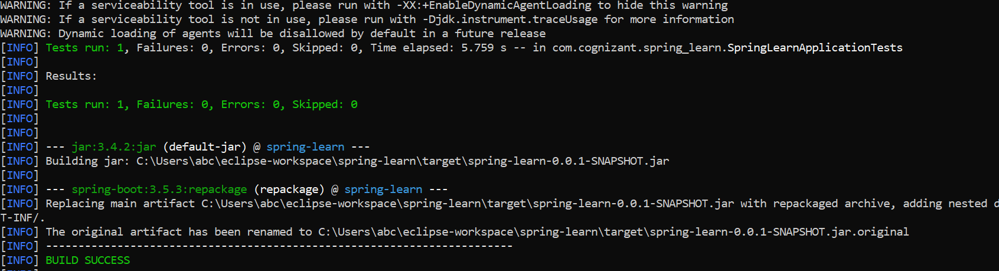 WARNING: If a serviceability tool is in use, please run with -XX:+EnableDynamicAgentLoading to hide this warning
WARNING: If a serviceability tool is not in use, please run with -Djdk.instrument.traceUsage for more information
WARNING: Dynamic loading of agents will be disallowed by default in a future release
[INFO] Tests run: 1, Failures: 0, Errors: 0, Skipped: 0, Time elapsed: 5.759 s -- in com.cognizant.spring_learn.SpringLearnApplicationTests
[INFO]
[INFO] Results:
[INFO]
[INFO] Tests run: 1, Failures: 0, Errors: 0, Skipped: 0
[INFO]
[INFO]
[INFO] --- jar:3.4.2:jar (default-jar) @ spring-learn ---
[INFO] Building jar: C:\Users\abc\eclipse-workspace\spring-learn\target\spring-learn-0.0.1-SNAPSHOT.jar
[INFO]
[INFO] --- spring-boot:3.5.3:repackage (repackage) @ spring-learn ---
[INFO] Replacing main artifact C:\Users\abc\eclipse-workspace\spring-learn\target\spring-learn-0.0.1-SNAPSHOT.jar with repackaged archive, adding nested d
T-INF/.
[INFO] The original artifact has been renamed to C:\Users\abc\eclipse-workspace\spring-learn\target\spring-learn-0.0.1-SNAPSHOT.jar.original
[INFO] ------------------------------------------------------------------------
[INFO] BUILD SUCCESS